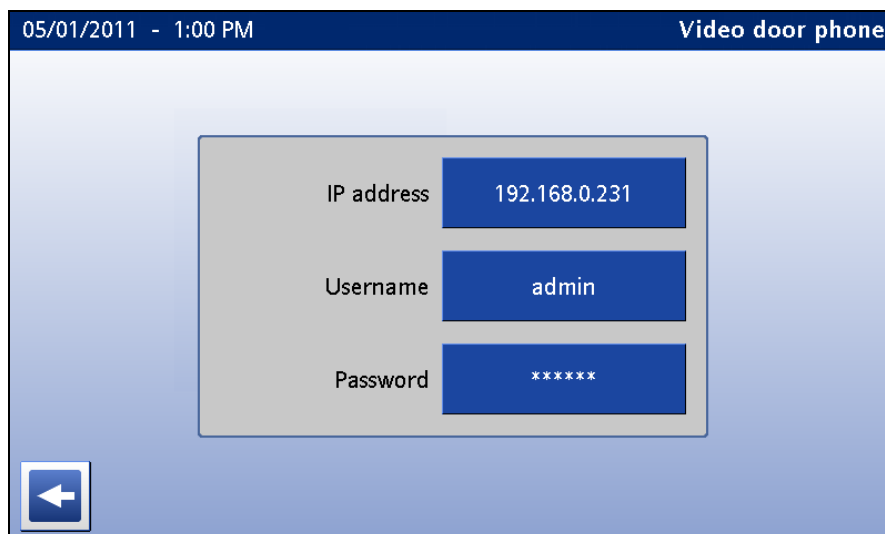 05/01/2011 - 1:00 PM Video door phone
IP address 192.168.0.231
Username admin
Password ******